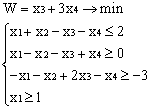 W = x3+3x4 → min
x1+ x2 - x3 - x4 ≤ 2
x1 - x2 - x3 + x4 ≥ 0
-x1 - x2 + 2x3 - x4 ≥ -3
x1 ≥ 1